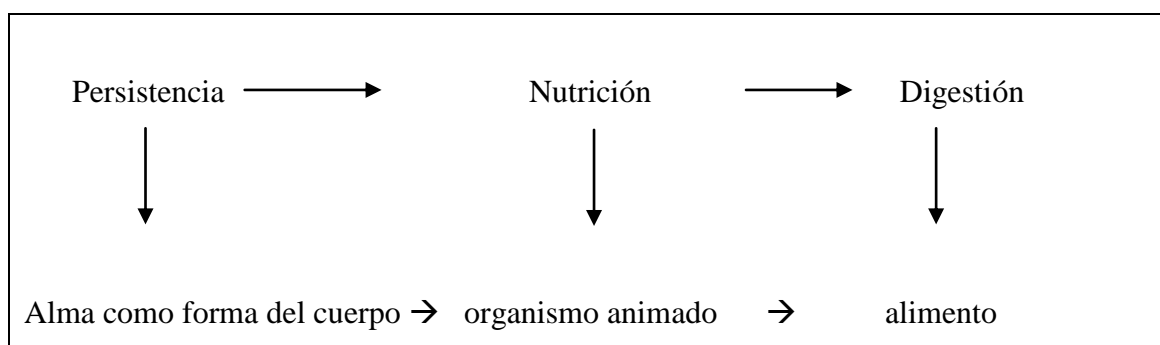 Persistencia Nutrición Digestión
Alma como forma del cuerpo → organismo animado → alimento